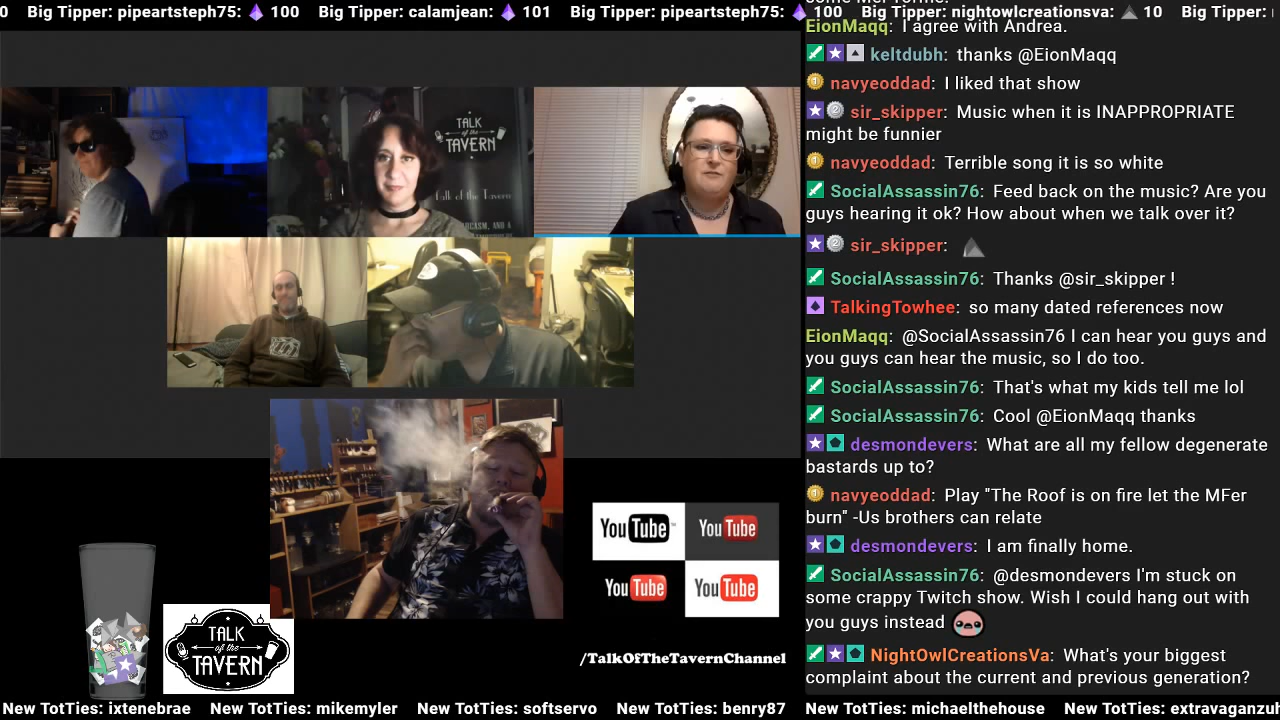 0 Big Tipper: pipeartsteph75: 100 Big Tipper: calamjean: 101 Big Tipper: pipeartsteph75: 100 Big Tipper: nightowlcreationsva: 10 Big Tipper:
EionMaqq: I agree with Andrea.
keltdubh: thanks @EionMaqq
navyeoddad: I liked that show
sir_skipper: Music when it is INAPPROPRIATE
might be funnier
navyeoddad: Terrible song it is so white
SocialAssassin76: Feed back on the music? Are you
guys hearing it ok? How about when we talk over it?
sir_skipper:
SocialAssassin76: Thanks @sir_skipper !
TalkingTowhee: so many dated references now
EionMaqq: @SocialAssassin76 I can hear you guys and
you guys can hear the music, so I do too.
SocialAssassin76: That's what my kids tell me lol
SocialAssassin76: Cool @EionMaqq thanks
desmondevers: What are all my fellow degenerate
bastards up to?
navyeoddad: Play "The Roof is on fire let the MFer
burn" -Us brothers can relate
desmondevers: I am finally home.
SocialAssassin76: @desmondevers I'm stuck on
some crappy Twitch show. Wish I could hang out with
you guys instead
NightOwlCreationsVa: What's your biggest
complaint about the current and previous generation?
TALK
of the
TAVERN
Talk of the Tavern
YouTube
YouTube
YouTube
YouTube
TALK
of the
TAVERN
/TalkOfTheTavernChannel
New TotTies: ixtenebrae New TotTies: mikemyler New TotTies: softservo New TotTies: benry87 New TotTies: michaelthehouse New TotTies: extravaganzuh